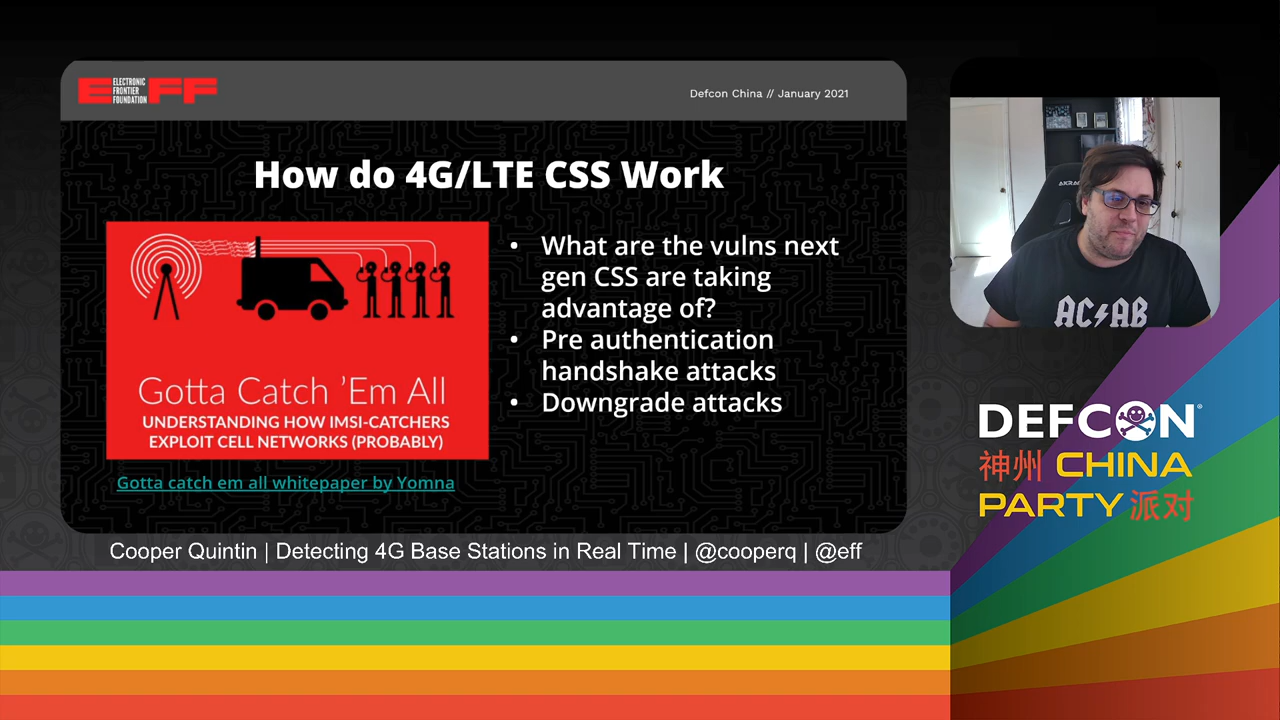 ELECTRONIC
FRONTIER
FOUNDATION
EFF
Defcon China // January 2021
How do 4G/LTE CSS Work
Gotta Catch 'Em All
UNDERSTANDING HOW IMSI-CATCHERS
EXPLOIT CELL NETWORKS (PROBABLY)
Gotta catch em all whitepaper by Yomna
• What are the vulns next
gen CSS are taking
advantage of?
• Pre authentication
handshake attacks
• Downgrade attacks
Cooper Quintin | Detecting 4G Base Stations in Real Time | @cooperq | @eff
AKRACING
AC⚡AB
DEFCON®
神州 CHINA
PARTY 派对